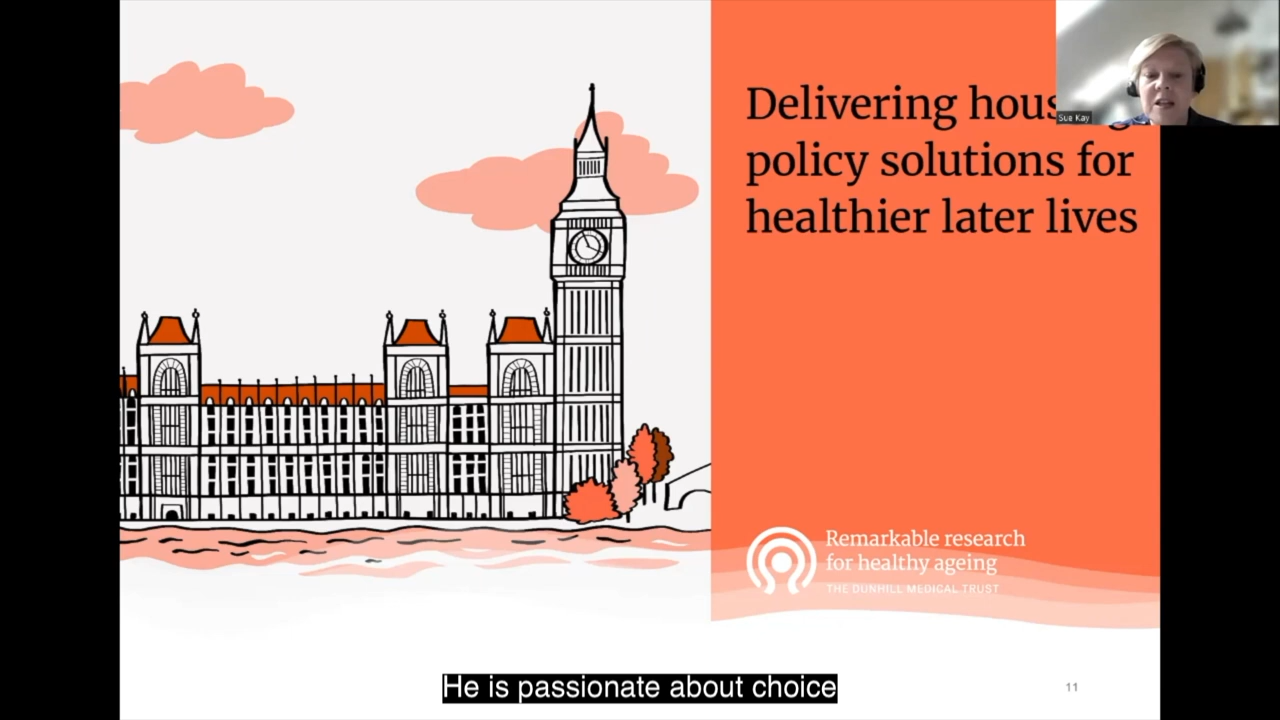 Delivering hous
policy solutions for
healthier later lives
Sue Kay
Remarkable research
for healthy ageing
THE DUNHILL MEDICAL TRUST
He is passionate about choice
11